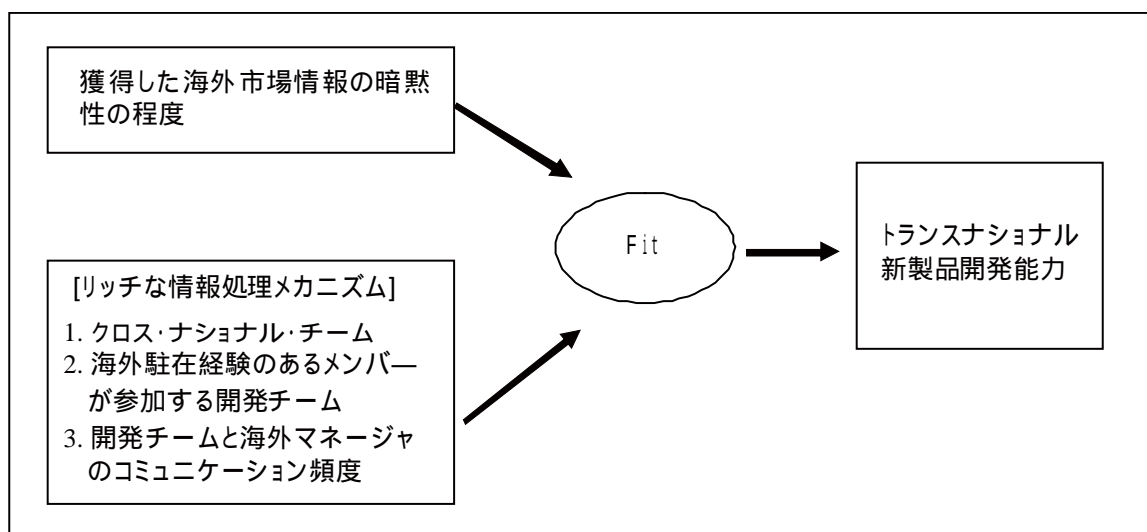 獲得した海外市場情報の暗黙
性の程度
[リッチな情報処理メカニズム]
1. クロス･ナショナル･チーム
2. 海外駐在経験のあるメンバ―
が参加する開発チーム
3. 開発チームと海外マネージャ
のコミュニケーション頻度
Fit
トランスナショナル
新製品開発能力